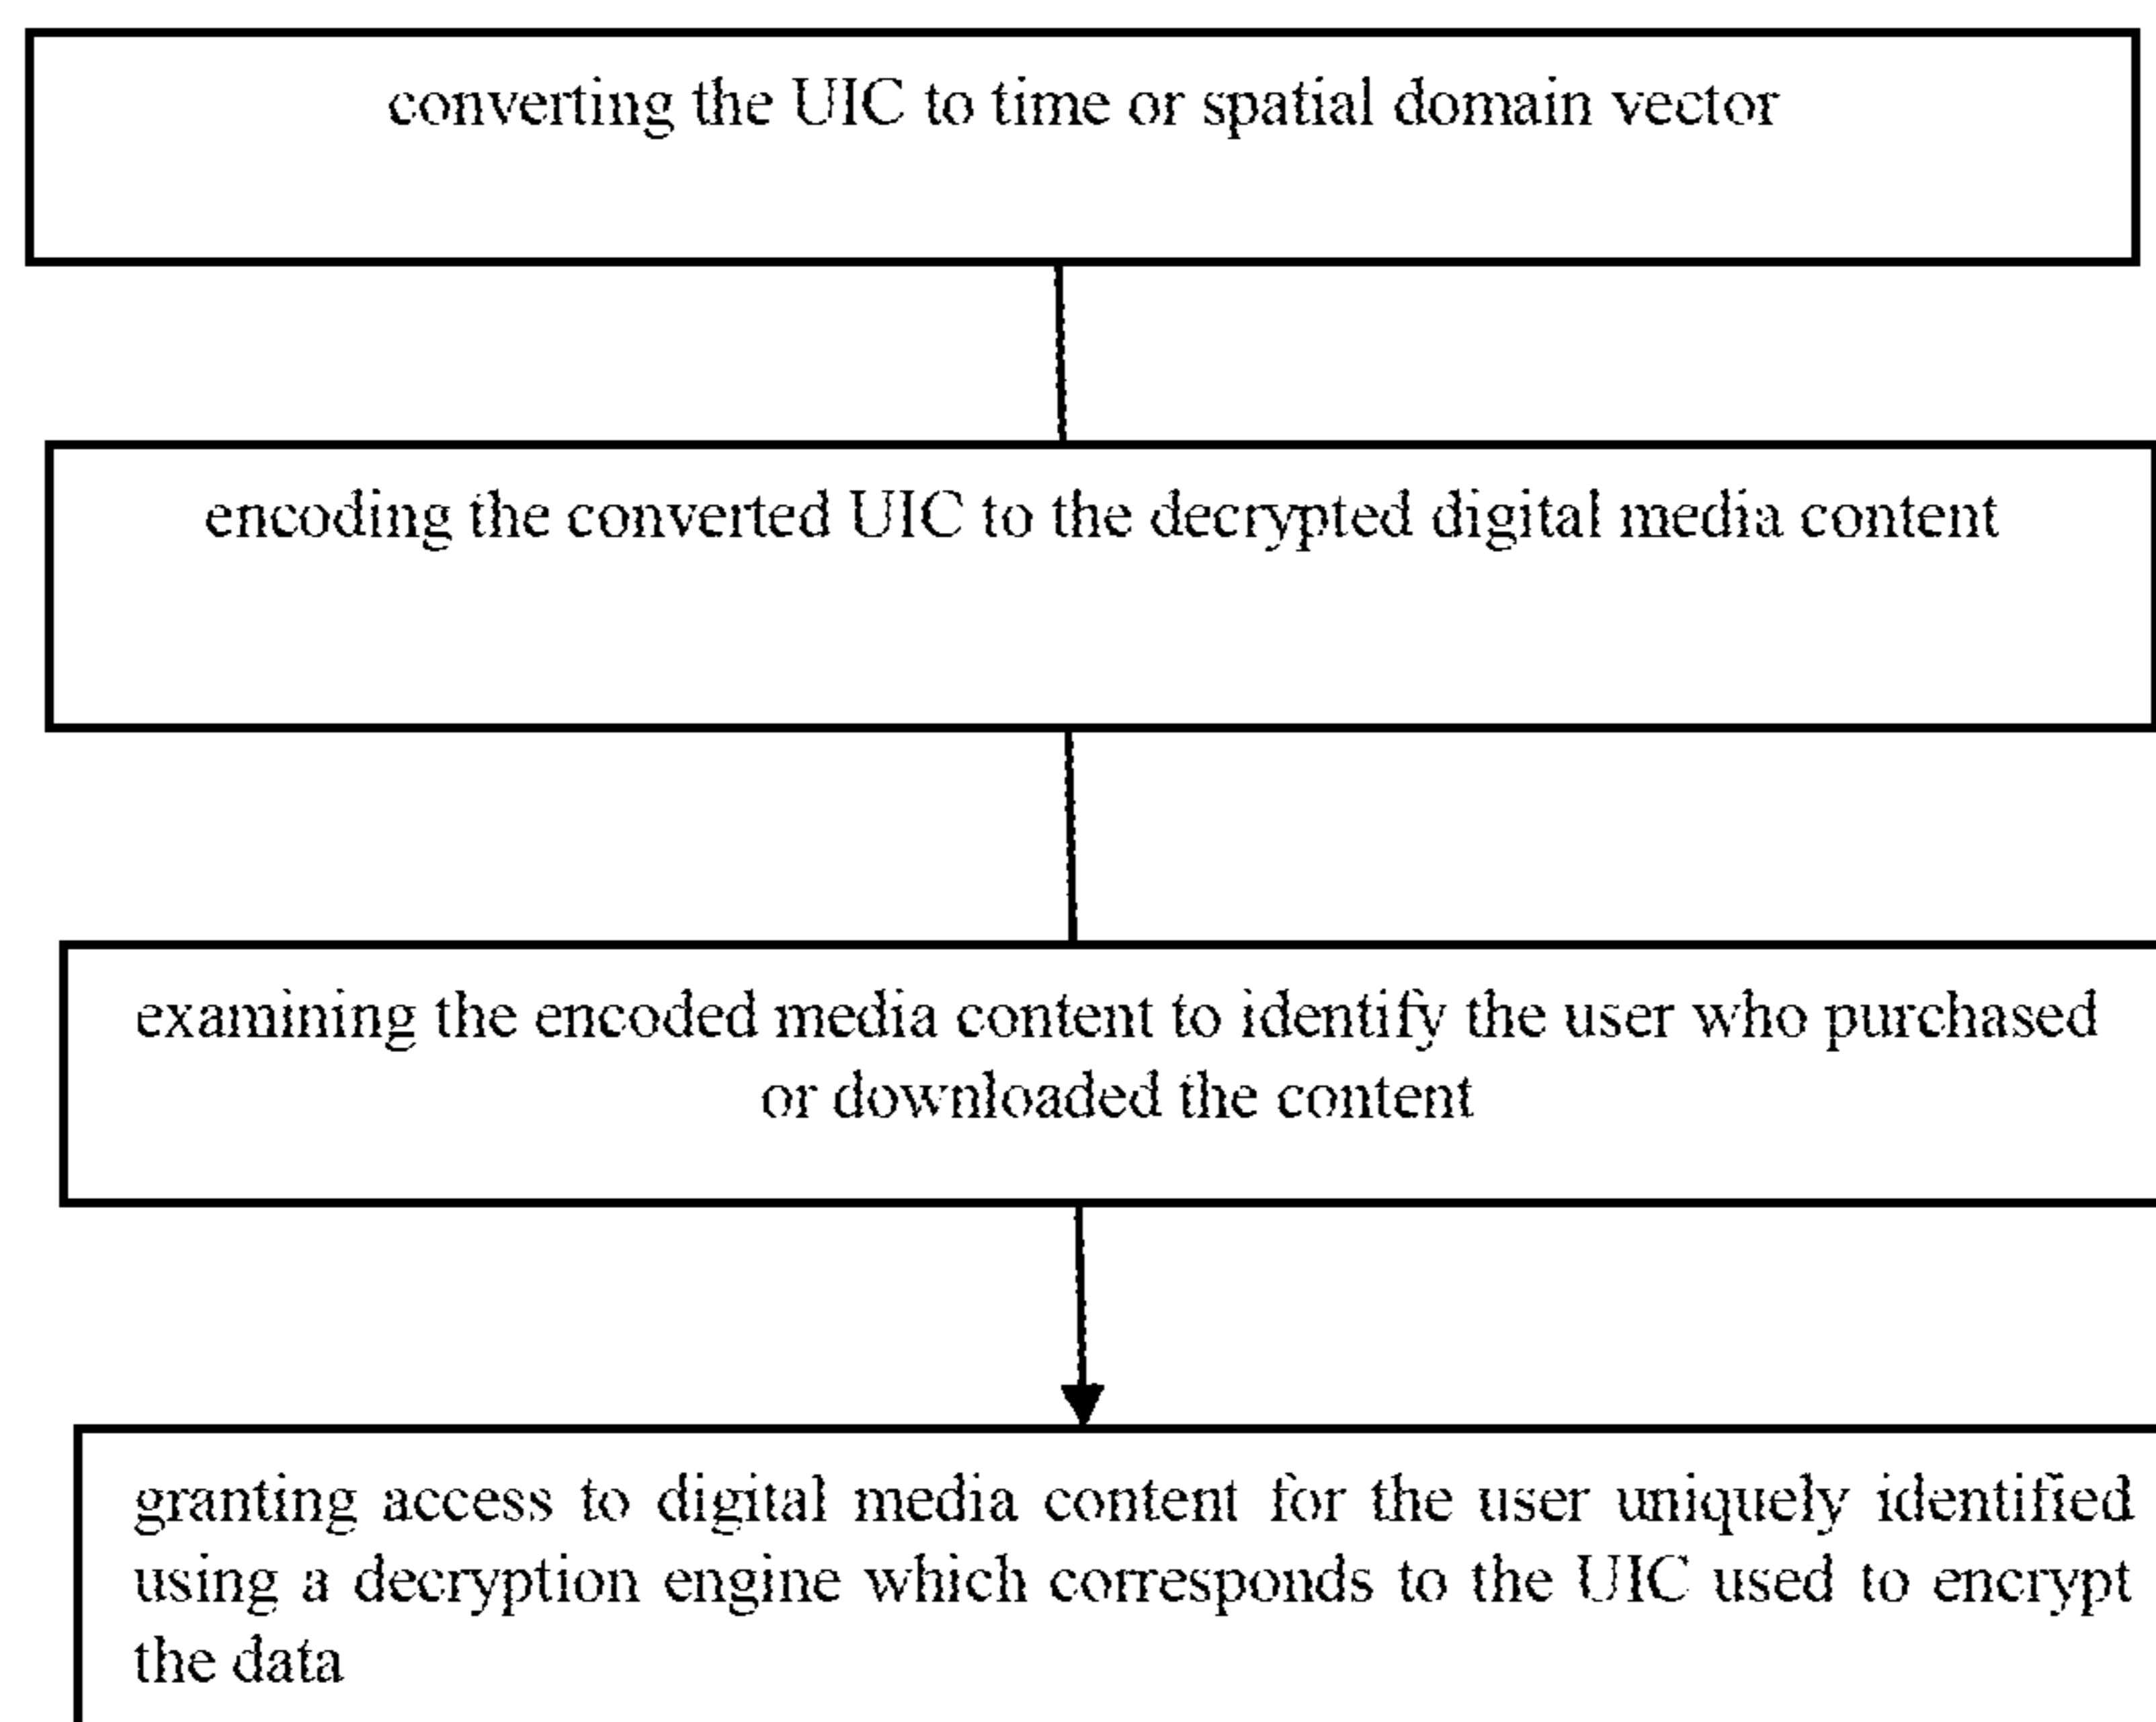 converting the UIC to time or spatial domain vector
encoding the converted UIC to the decrypted digital media content
examining the encoded media content to identify the user who purchased
or downloaded the content
granting access to digital media content for the user uniquely identified
using a decryption engine which corresponds to the UIC used to encrypt
the data